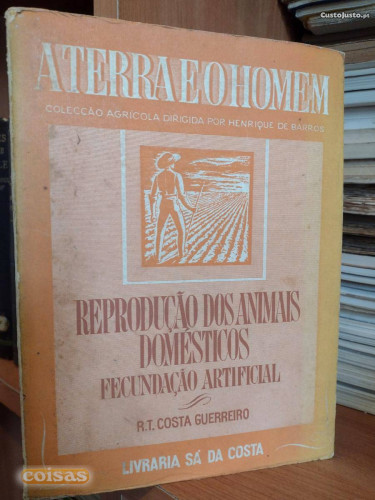 CustoJusto.pt
A TERRA E O HOMEM
COLECÇÃO AGRÍCOLA DIRIGIDA POR HENRIQUE DE BARROS
REPRODUÇÃO DOS ANIMAIS
DOMÉSTICOS
FECUNDAÇÃO ARTIFICIAL
R.T. COSTA GUERREIRO
LIVRARIA SÁ DA COSTA
coisas